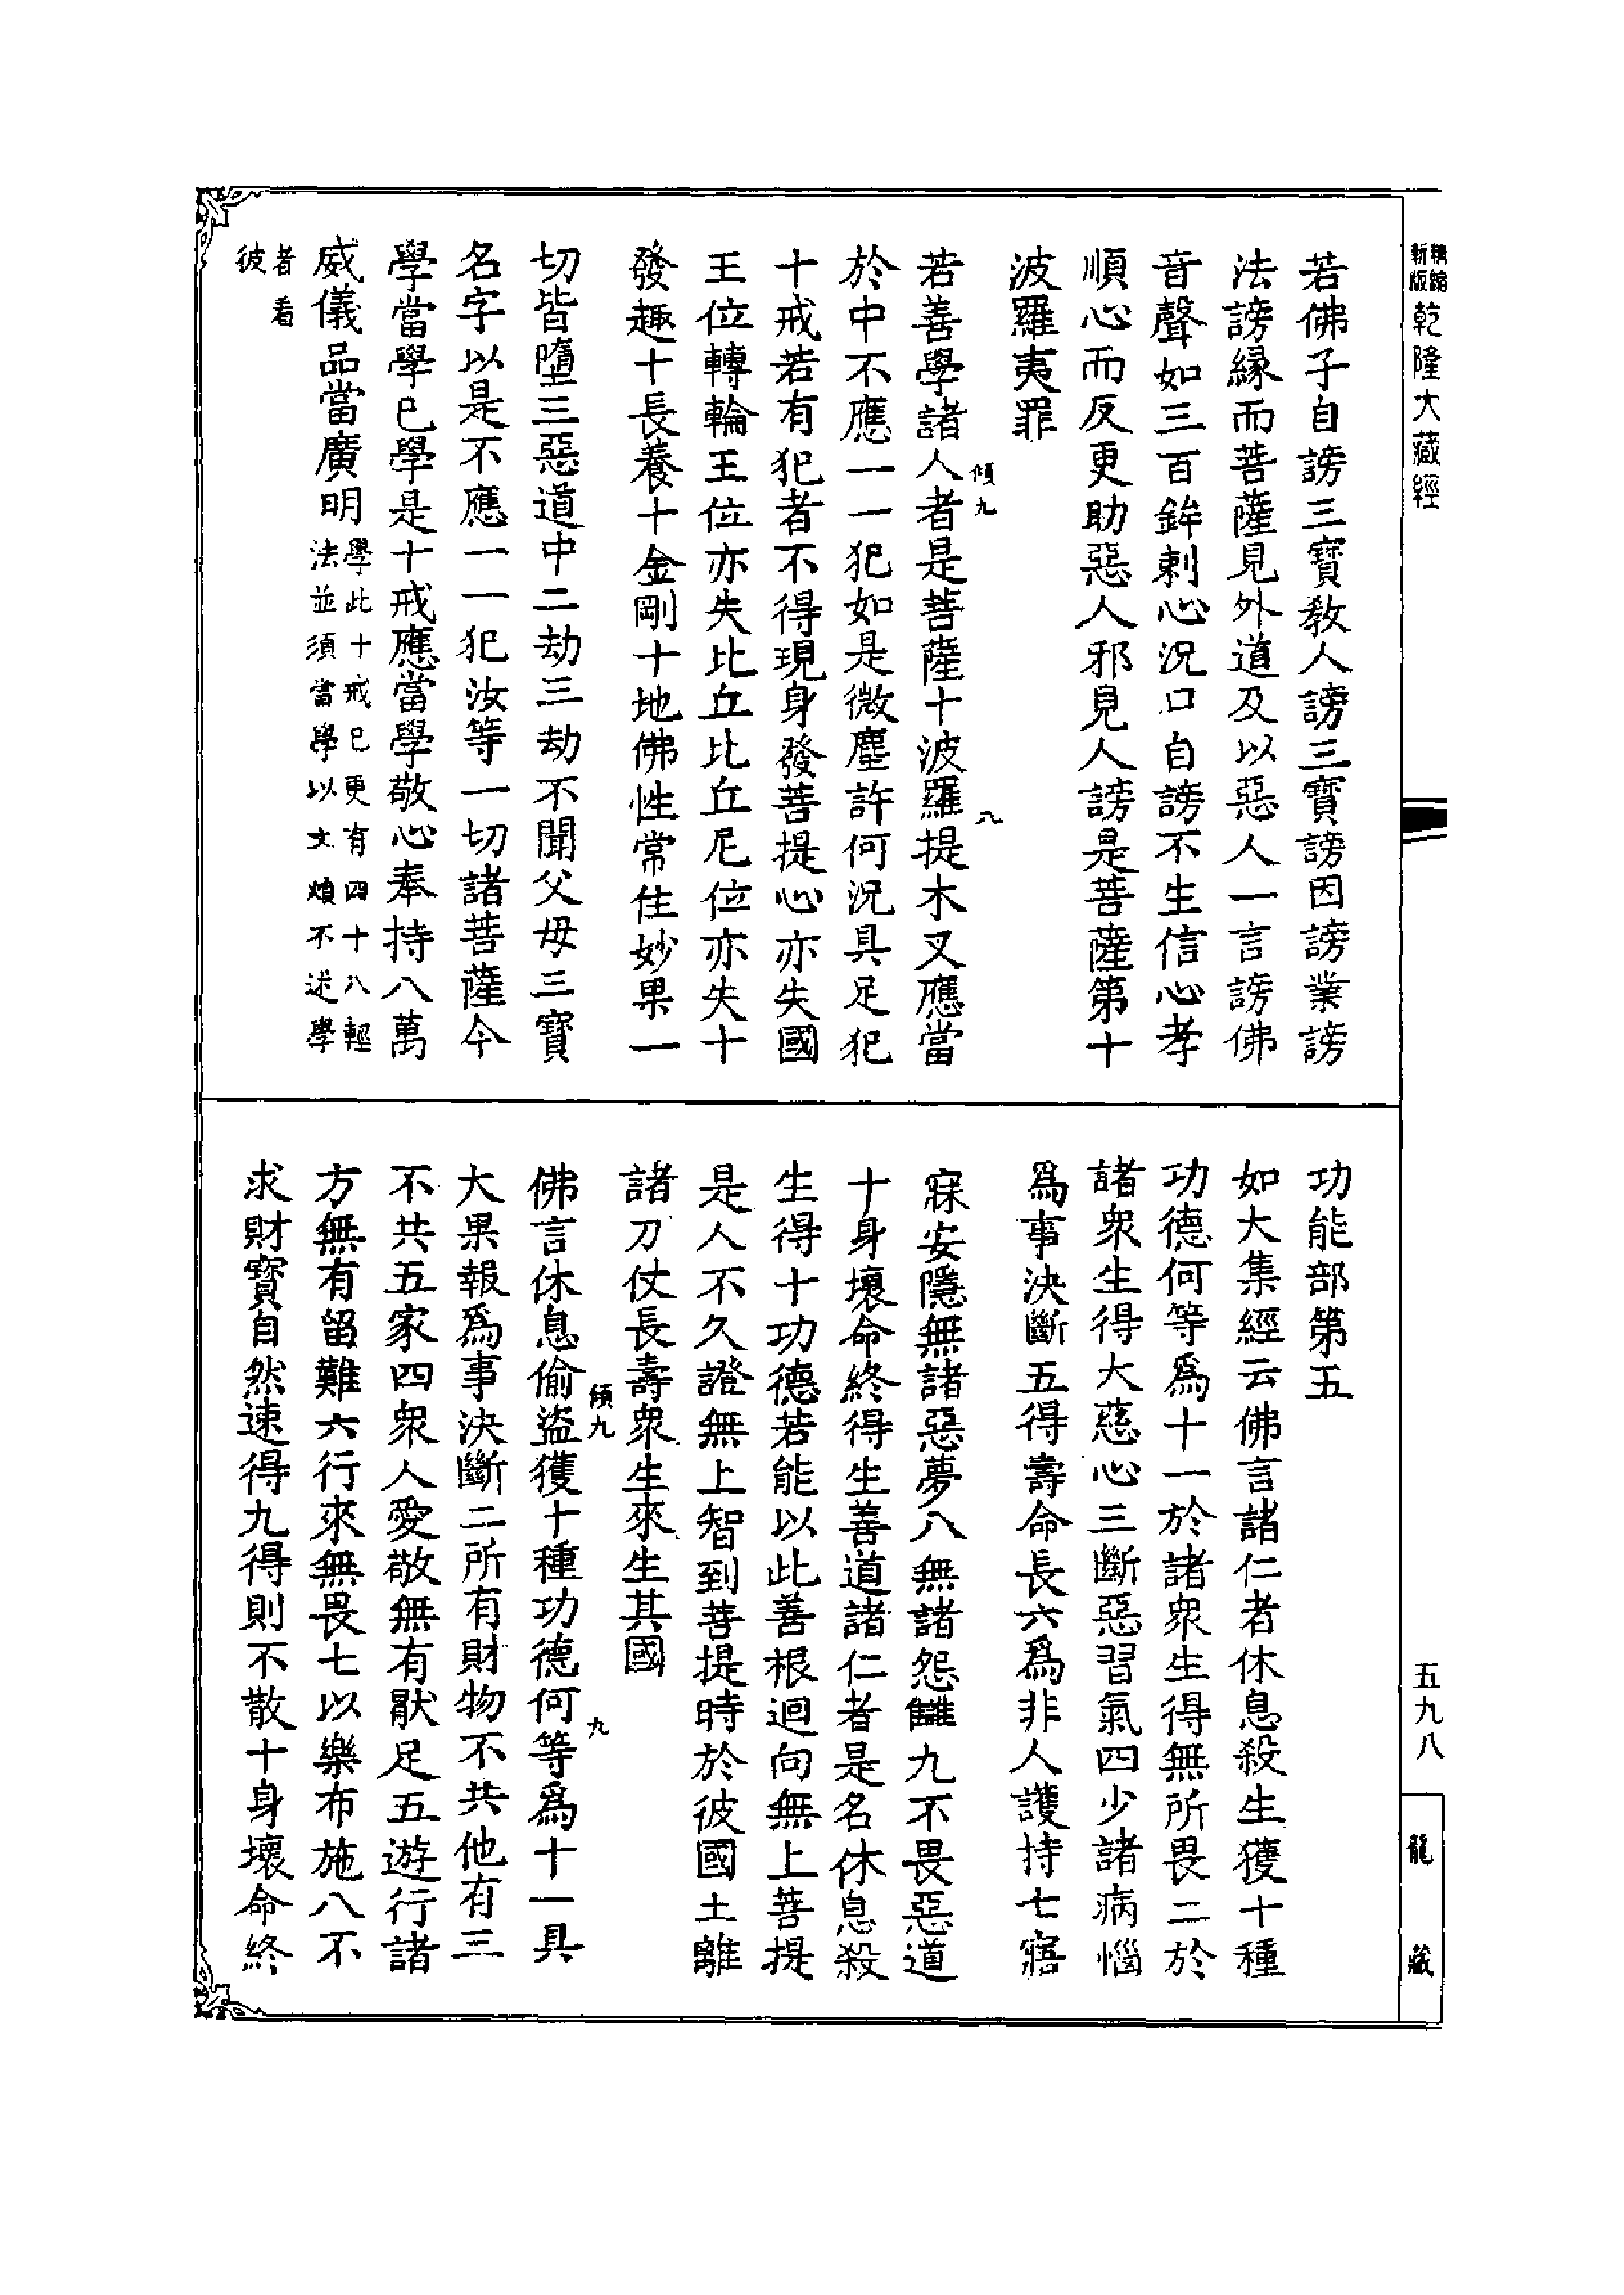 精縮
新版
乾隆大藏經
五九八
龍藏
若佛子自謗三寶教人謗三寶謗因謗業謗
法謗緣而菩薩見外道及以惡人一言謗佛
音聲如三百鉾刺心況口自謗不生信心孝
順心而反更助惡人邪見人謗是菩薩第十
波羅夷罪
傾九
八
若善學諸人者是菩薩十波羅提木叉應當
於中不應一一犯如是微塵許何況具足犯
十戒若有犯者不得現身發菩提心亦失國
王位轉輪王位亦失比丘比丘尼位亦失十
發趣十長養十金剛十地佛性常住妙果一
切皆墮三惡道中二劫三劫不聞父母三寶
名字以是不應一一犯汝等一切諸菩薩今
學當學已學是十戒應當學敬心奉持八萬
威儀品當廣明學此十戒已更有四十八輕
法並須當學以文煩不述學
者看
彼
功能部第五
如大集經云佛言諸仁者休息殺生獲十種
功德何等爲十一於諸衆生得無所畏二於
諸衆生得大慈心三斷惡習氣四少諸病惱
爲事決斷五得壽命長六爲非人護持七寤
寐安隱無諸惡夢八無諸怨讎九不畏惡道
十身壞命終得生善道諸仁者是名休息殺
生得十功德若能以此善根迴向無上菩提
是人不久證無上智到菩提時於彼國土離
諸刀仗長壽衆生來生其國
傾九
九
佛言休息偷盜獲十種功德何等爲十一具
大果報爲事決斷二所有財物不共他有三
不共五家四衆人愛敬無有猒足五遊行諸
方無有留難六行來無畏七以樂布施八不
求財寶自然速得九得則不散十身壞命終